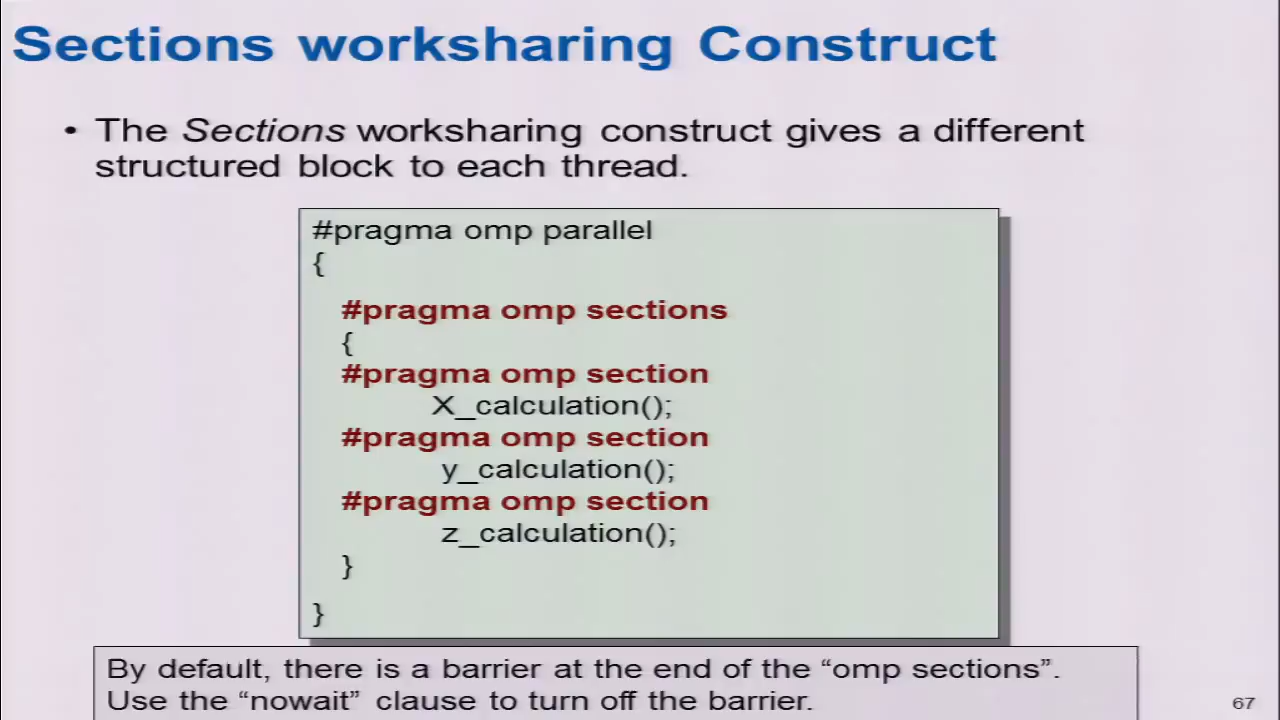 Sections worksharing Construct
• The Sections worksharing construct gives a different
structured block to each thread.
#pragma omp parallel
{
#pragma omp sections
{
#pragma omp section
X_calculation();
#pragma omp section
y_calculation();
#pragma omp section
z_calculation();
}
}
By default, there is a barrier at the end of the “omp sections”.
Use the “nowait” clause to turn off the barrier.
67